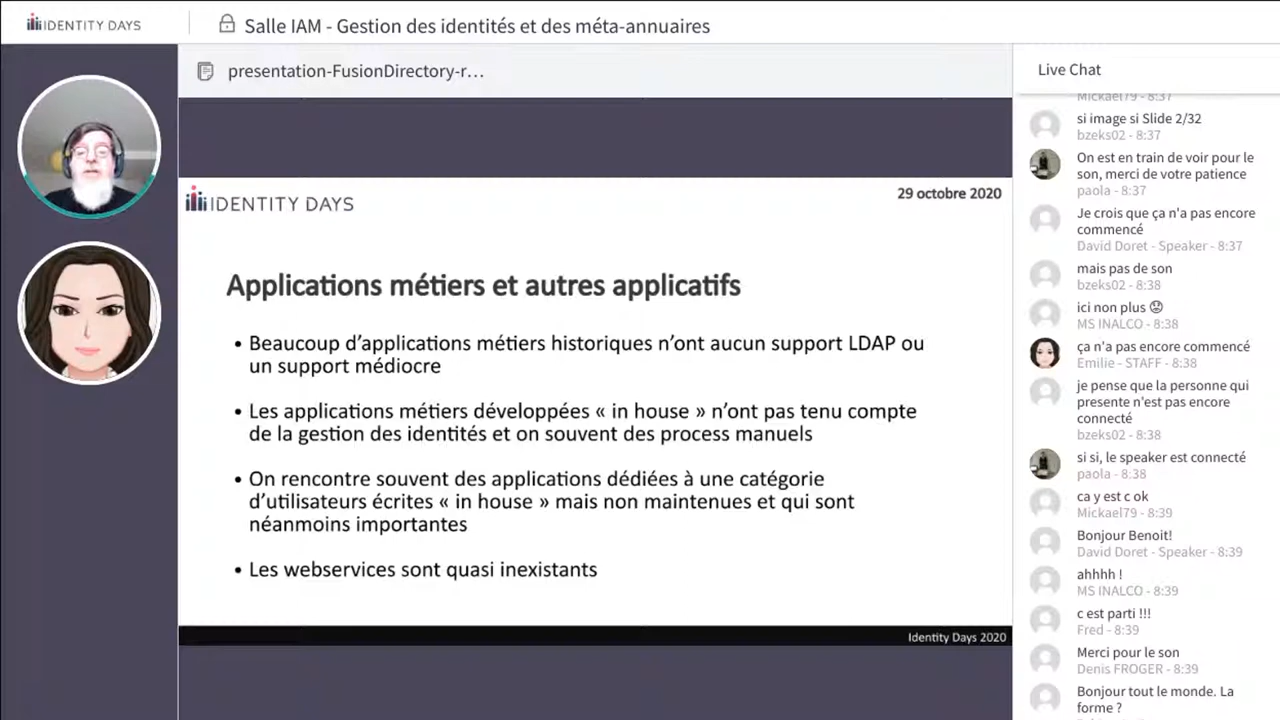 IDENTITY DAYS
Salle IAM - Gestion des identités et des méta-annuaires
presentation-FusionDirectory-r…
IDENTITY DAYS
29 octobre 2020
Applications métiers et autres applicatifs
• Beaucoup d'applications métiers historiques n'ont aucun support LDAP ou
un support médiocre
• Les applications métiers développées « in house » n'ont pas tenu compte
de la gestion des identités et on souvent des process manuels
• On rencontre souvent des applications dédiées à une catégorie
d'utilisateurs écrites « in house » mais non maintenues et qui sont
néanmoins importantes
• Les webservices sont quasi inexistants
Identity Days 2020
Live Chat
Mickael79 - 8:37
si image si Slide 2/32
bzeks02 - 8:37
On est en train de voir pour le
son, merci de votre patience
paola - 8:37
Je crois que ça n'a pas encore
commencé
David Doret - Speaker - 8:37
mais pas de son
bzeks02 - 8:38
ici non plus 😟
MS INALCO - 8:38
ça n'a pas encore commencé
Emilie - STAFF - 8:38
je pense que la personne qui
presente n'est pas encore
connecté
bzeks02 - 8:38
si si, le speaker est connecté
paola - 8:38
ca y est c ok
Mickael79 - 8:39
Bonjour Benoit!
David Doret - Speaker - 8:39
ahhhh !
MS INALCO - 8:39
c est parti !!!
Fred - 8:39
Merci pour le son
Denis FROGER - 8:39
Bonjour tout le monde. La
forme ?